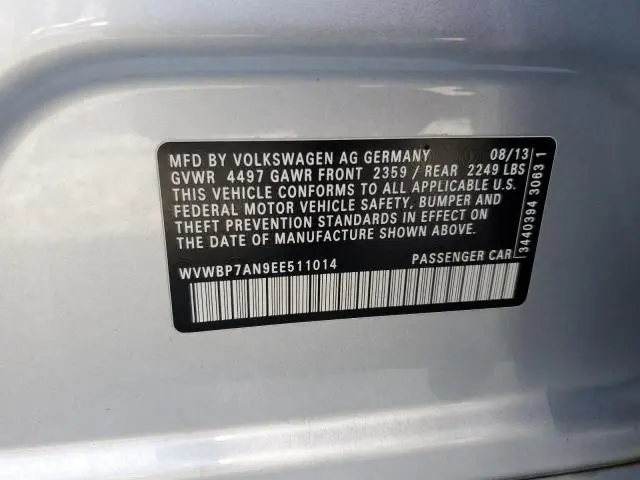 MFD BY VOLKSWAGEN AG GERMANY 08/13
GVWR 4497 GAWR FRONT 2359 / REAR 2249 LBS
THIS VEHICLE CONFORMS TO ALL APPLICABLE U.S.
FEDERAL MOTOR VEHICLE SAFETY, BUMPER AND
THEFT PREVENTION STANDARDS IN EFFECT ON
THE DATE OF MANUFACTURE SHOWN ABOVE.
WVWBP7AN9EE511014 PASSENGER CAR
3440394 3063 1